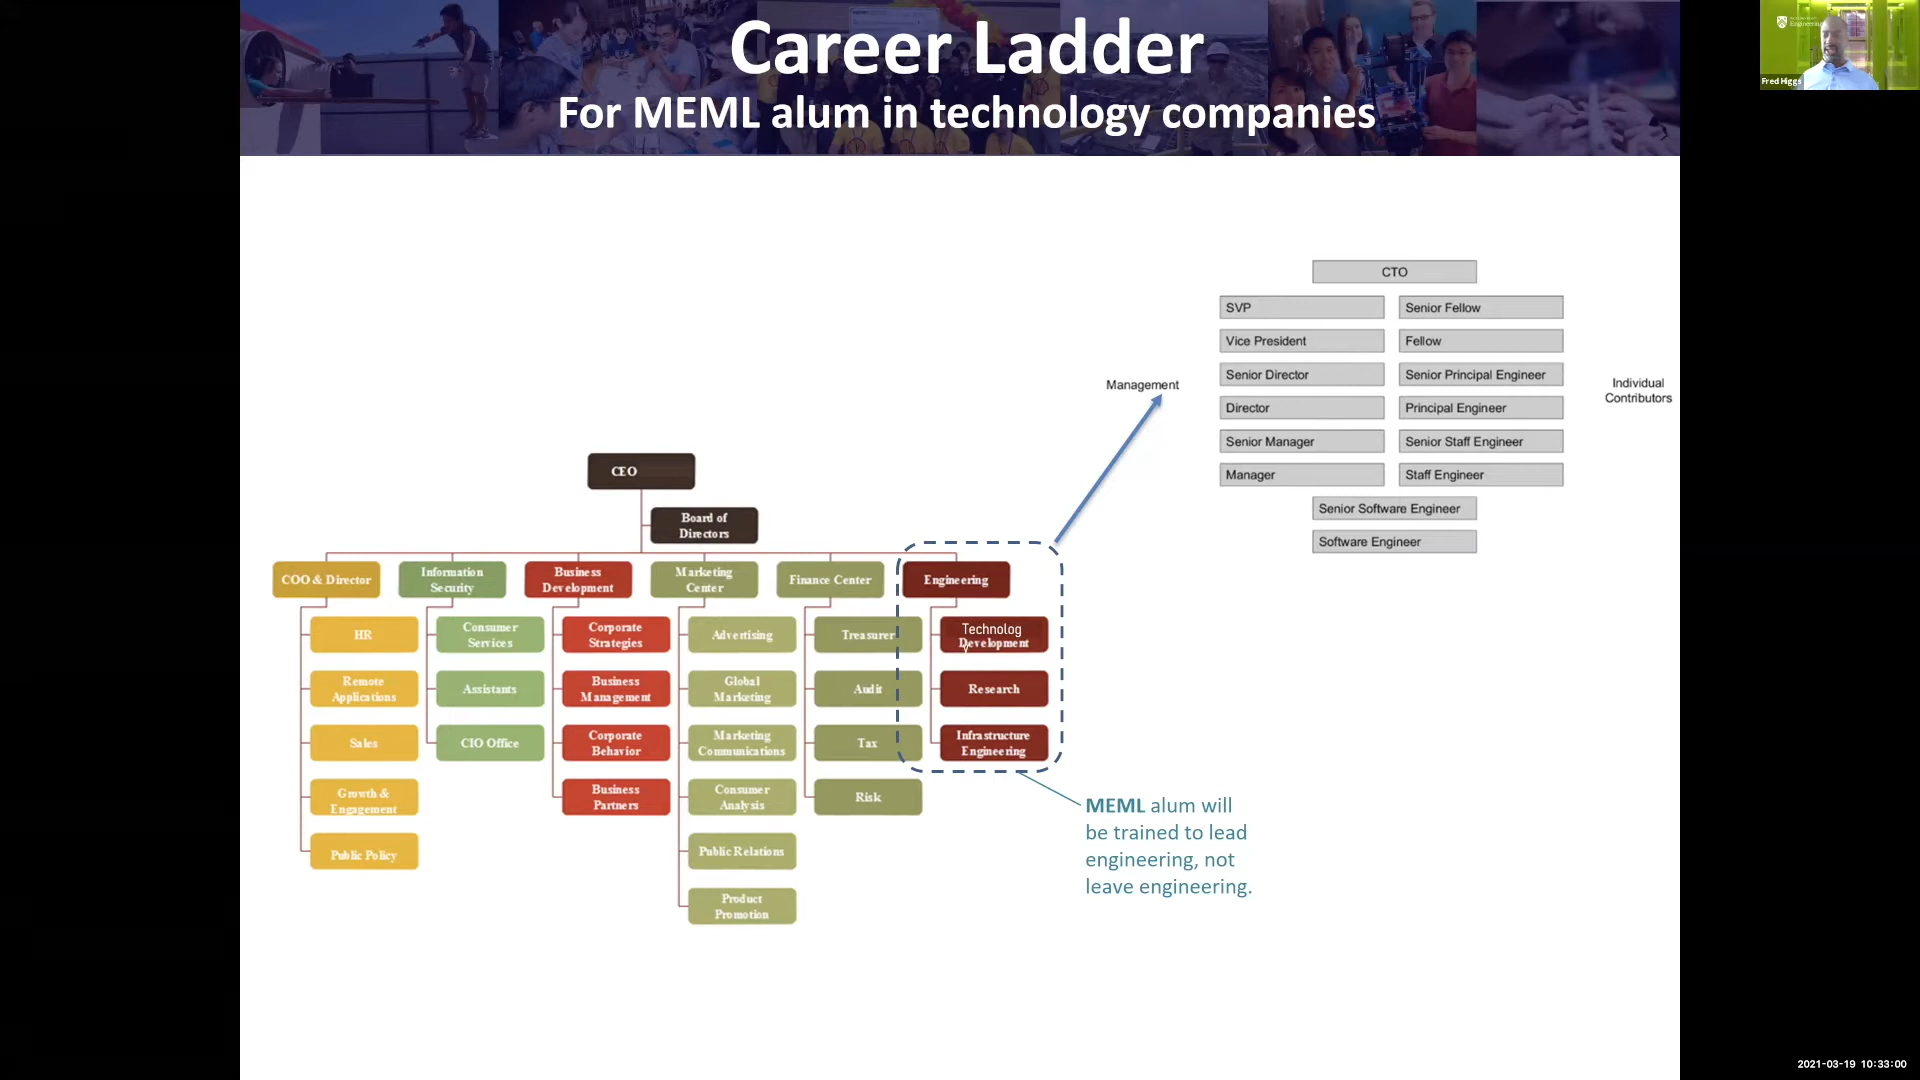 Career Ladder
For MEML alum in technology companies
Engineering
Fred Higgs
CTO
SVP
Senior Fellow
Vice President
Fellow
Senior Director
Senior Principal Engineer
Management
Individual
Contributors
Director
Principal Engineer
Senior Manager
Senior Staff Engineer
Manager
Staff Engineer
Senior Software Engineer
Software Engineer
CEO
Board of
Directors
COO & Director
HR
Remote
Applications
Sales
Growth &
Engagement
Public Policy
Information
Security
Consumer
Services
Assistants
CIO Office
Business
Development
Corporate
Strategies
Business
Management
Corporate
Behavior
Business
Partners
Marketing
Center
Advertising
Global
Marketing
Marketing
Communications
Consumer
Analysis
Public Relations
Product
Promotion
Finance Center
Treasurer
Audit
Tax
Risk
Engineering
Technolog
y
Development
Research
Infrastructure
Engineering
MEML alum will
be trained to lead
engineering, not
leave engineering.
2021-03-19 10:33:00